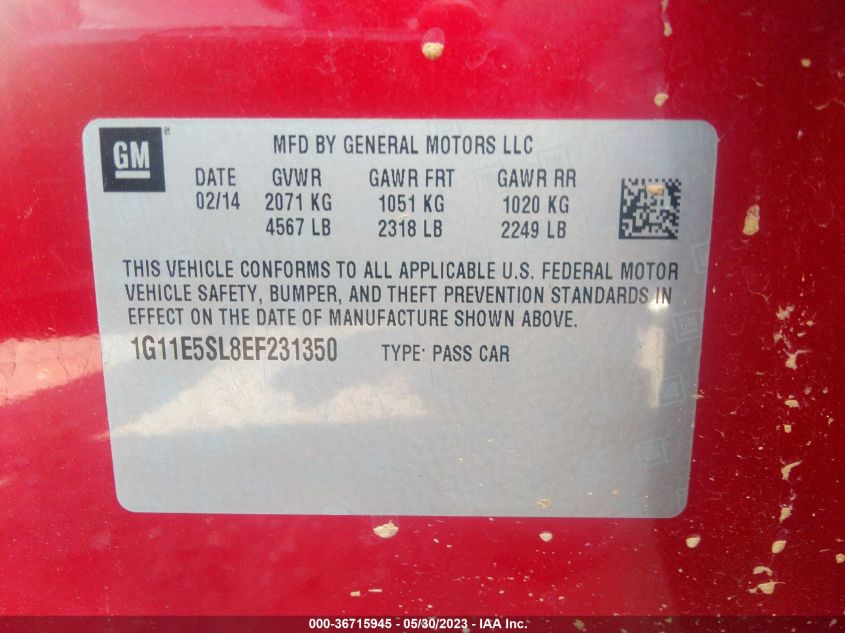 GM®
MFD BY GENERAL MOTORS LLC
DATE GVWR GAWR FRT GAWR RR
02/14 2071 KG 1051 KG 1020 KG
4567 LB 2318 LB 2249 LB
THIS VEHICLE CONFORMS TO ALL APPLICABLE U.S. FEDERAL MOTOR
VEHICLE SAFETY, BUMPER, AND THEFT PREVENTION STANDARDS IN
EFFECT ON THE DATE OF MANUFACTURE SHOWN ABOVE.
1G11E5SL8EF231350 TYPE: PASS CAR
000-36715945 - 05/30/2023 - IAA Inc.